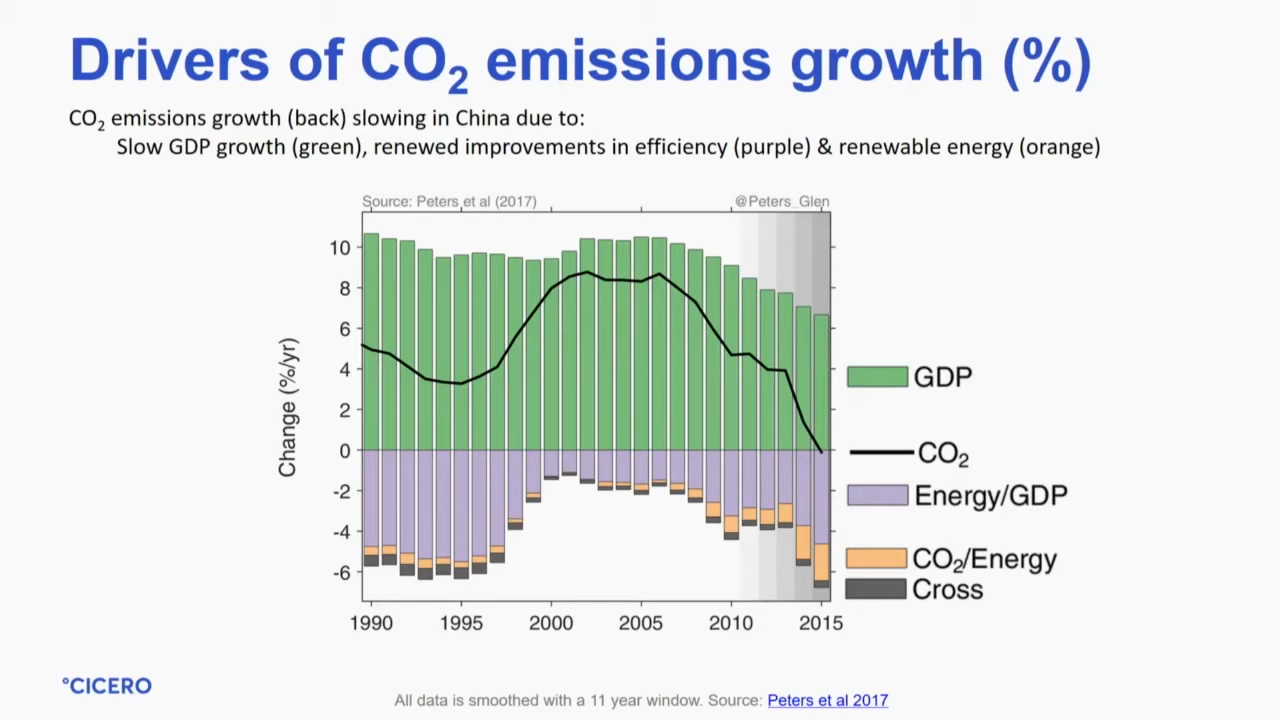 Drivers of CO₂ emissions growth (%)
CO₂ emissions growth (back) slowing in China due to:
Slow GDP growth (green), renewed improvements in efficiency (purple) & renewable energy (orange)
Source: Peters et al (2017)
@Peters_Glen
Change (%/yr)
10
8
6
4
2
0
-2
-4
-6
1990
1995
2000
2005
2010
2015
GDP
CO₂
Energy/GDP
CO₂/Energy
Cross
°CICERO
All data is smoothed with a 11 year window. Source: Peters et al 2017